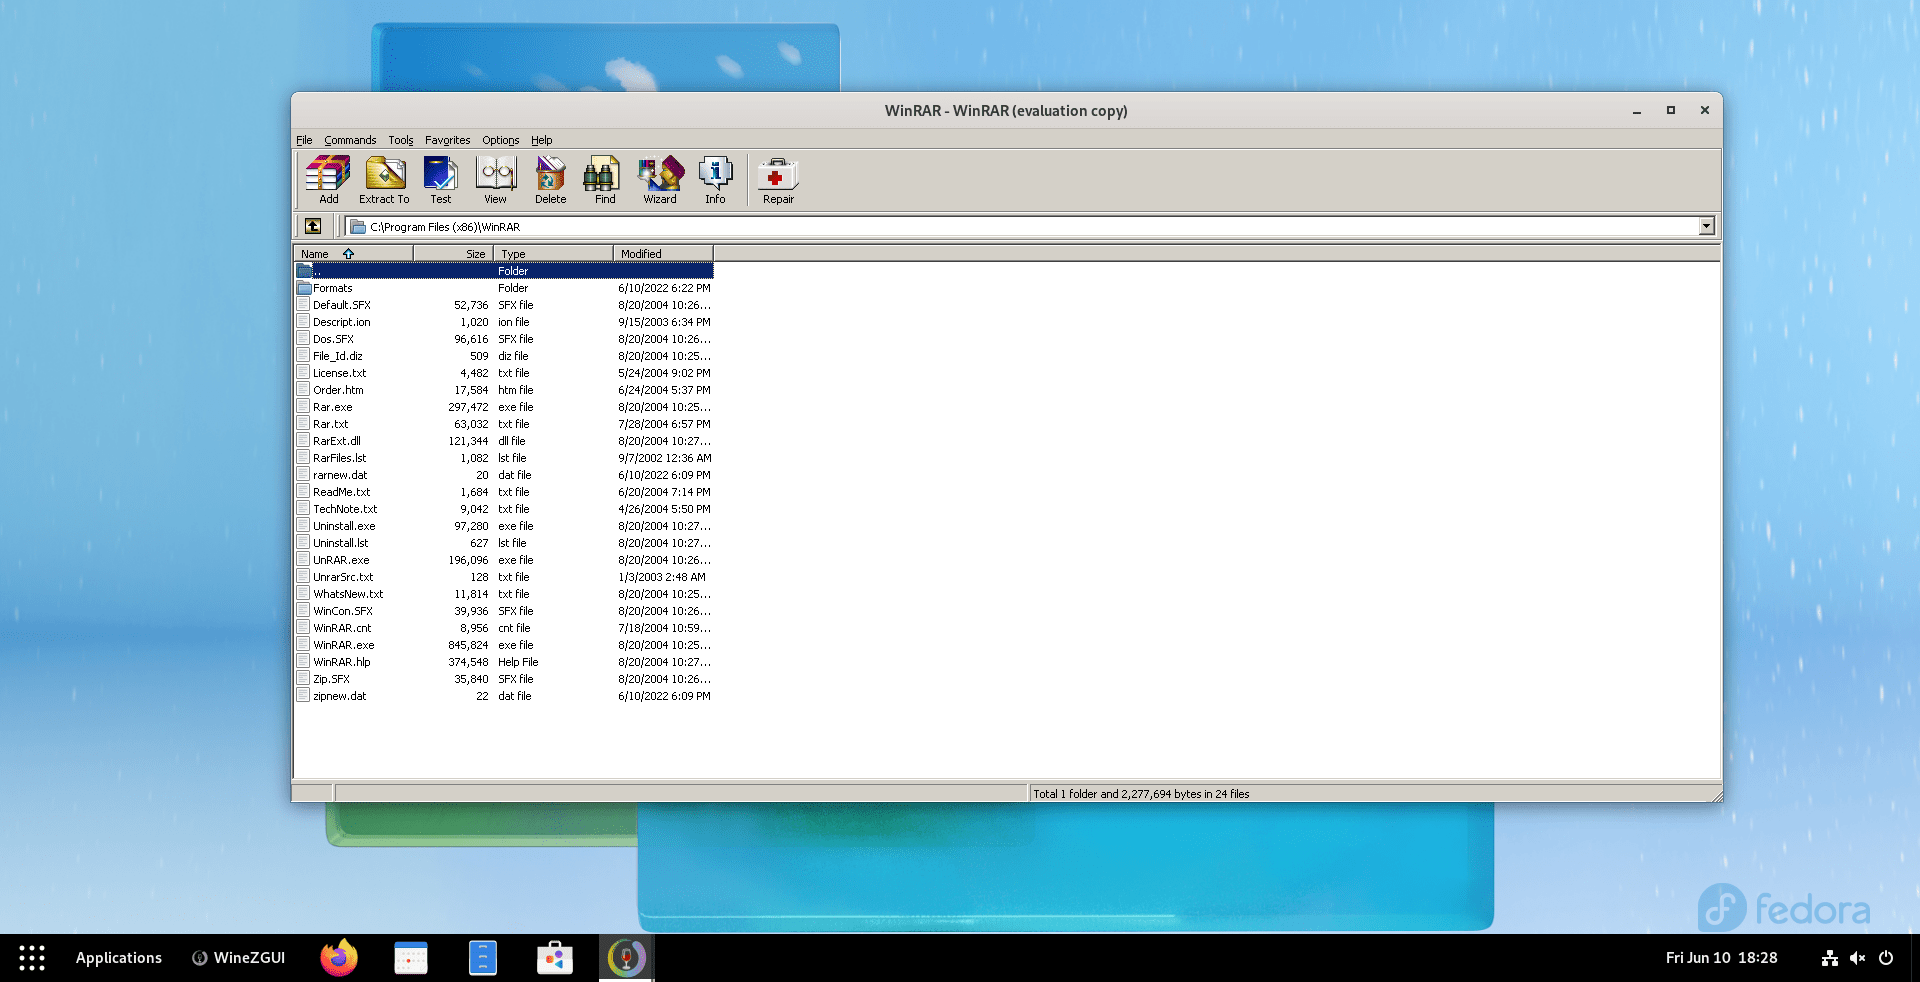 WinRAR - WinRAR (evaluation copy)
File Commands Tools Favorites Options Help
Add Extract To Test View Delete Find Wizard Info Repair
C:\Program Files (x86)\WinRAR
Name Size Type Modified
.. Folder
Formats Folder 6/10/2022 6:22 PM
Default.SFX 52,736 SFX file 8/20/2004 10:26...
Descript.ion 1,020 ion file 9/15/2003 6:34 PM
Dos.SFX 96,616 SFX file 8/20/2004 10:26...
File_Id.diz 509 diz file 8/20/2004 10:25...
License.txt 4,482 txt file 5/24/2004 9:02 PM
Order.htm 17,584 htm file 6/24/2004 5:37 PM
Rar.exe 297,472 exe file 8/20/2004 10:25...
Rar.txt 63,032 txt file 7/28/2004 6:57 PM
RarExt.dll 121,344 dll file 8/20/2004 10:27...
RarFiles.lst 1,082 lst file 9/7/2002 12:36 AM
rarnew.dat 20 dat file 6/10/2022 6:09 PM
ReadMe.txt 1,684 txt file 6/20/2004 7:14 PM
TechNote.txt 9,042 txt file 4/26/2004 5:50 PM
Uninstall.exe 97,280 exe file 8/20/2004 10:27...
Uninstall.lst 627 lst file 8/20/2004 10:27...
UnRAR.exe 196,096 exe file 8/20/2004 10:26...
UnrarSrc.txt 128 txt file 1/3/2003 2:48 AM
WhatsNew.txt 11,814 txt file 8/20/2004 10:25...
WinCon.SFX 39,936 SFX file 8/20/2004 10:26...
WinRAR.cnt 8,956 cnt file 7/18/2004 10:59...
WinRAR.exe 845,824 exe file 8/20/2004 10:25...
WinRAR.hlp 374,548 Help File 8/20/2004 10:27...
Zip.SFX 35,840 SFX file 8/20/2004 10:26...
zipnew.dat 22 dat file 6/10/2022 6:09 PM
Total 1 folder and 2,277,694 bytes in 24 files
fedora
Applications WineZGUI Fri Jun 10 18:28